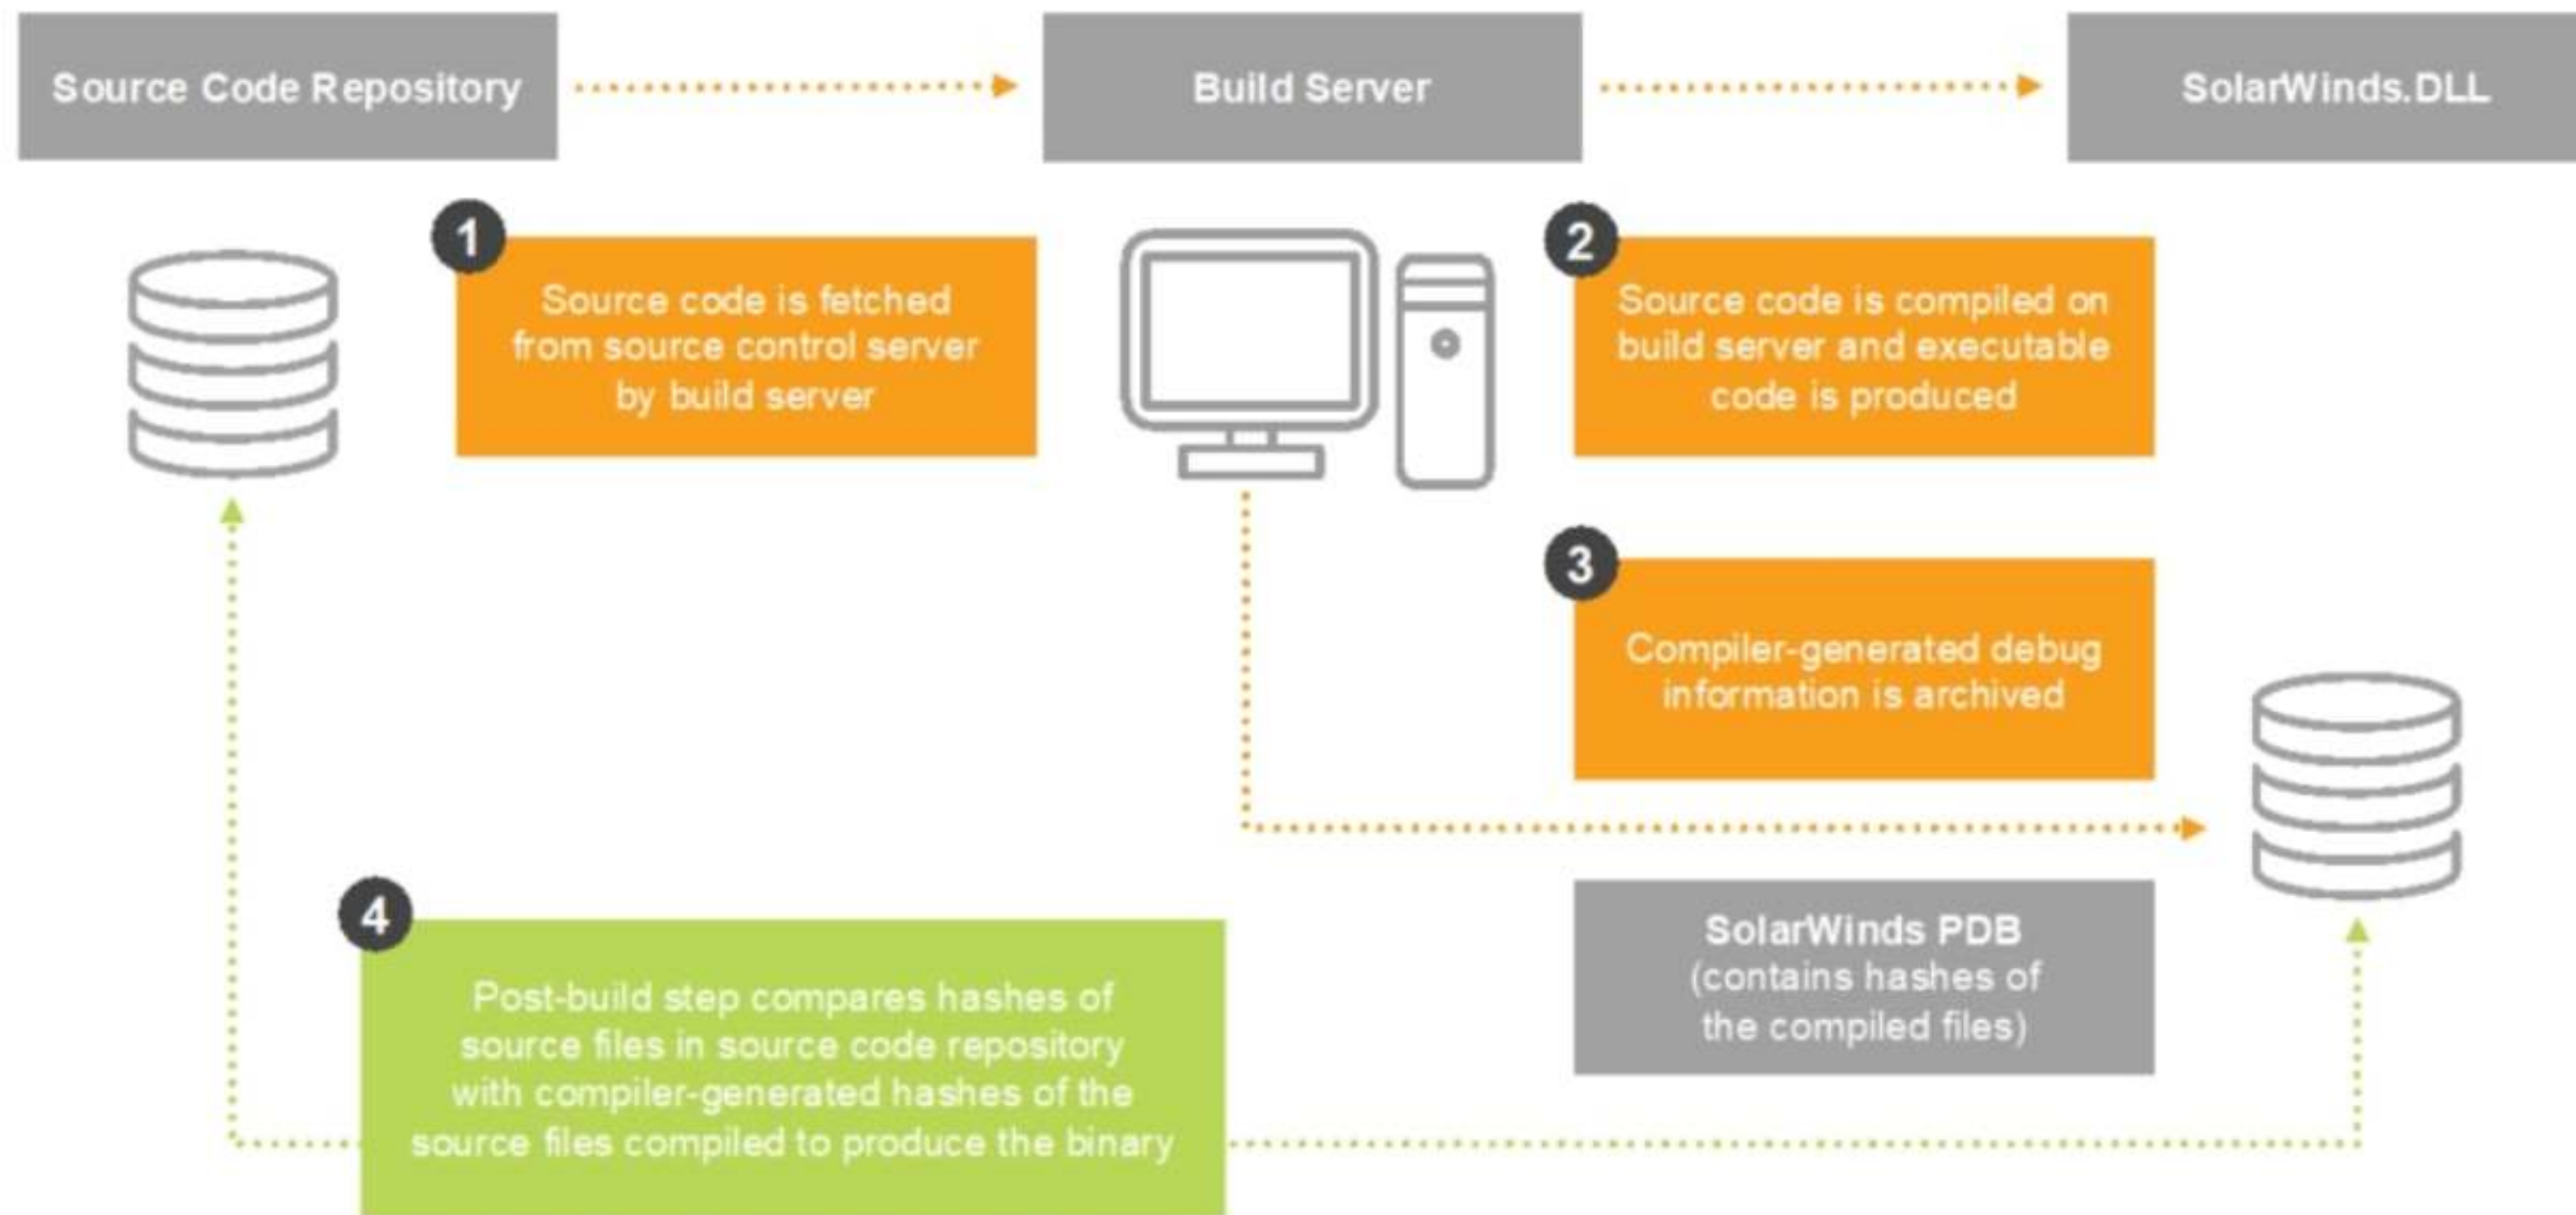 Source Code Repository
Build Server
SolarWinds.DLL
1
Source code is fetched
from source control server
by build server
2
Source code is compiled on
build server and executable
code is produced
3
Compiler-generated debug
information is archived
4
Post-build step compares hashes of
source files in source code repository
with compiler-generated hashes of the
source files compiled to produce the binary
SolarWinds PDB
(contains hashes of
the compiled files)